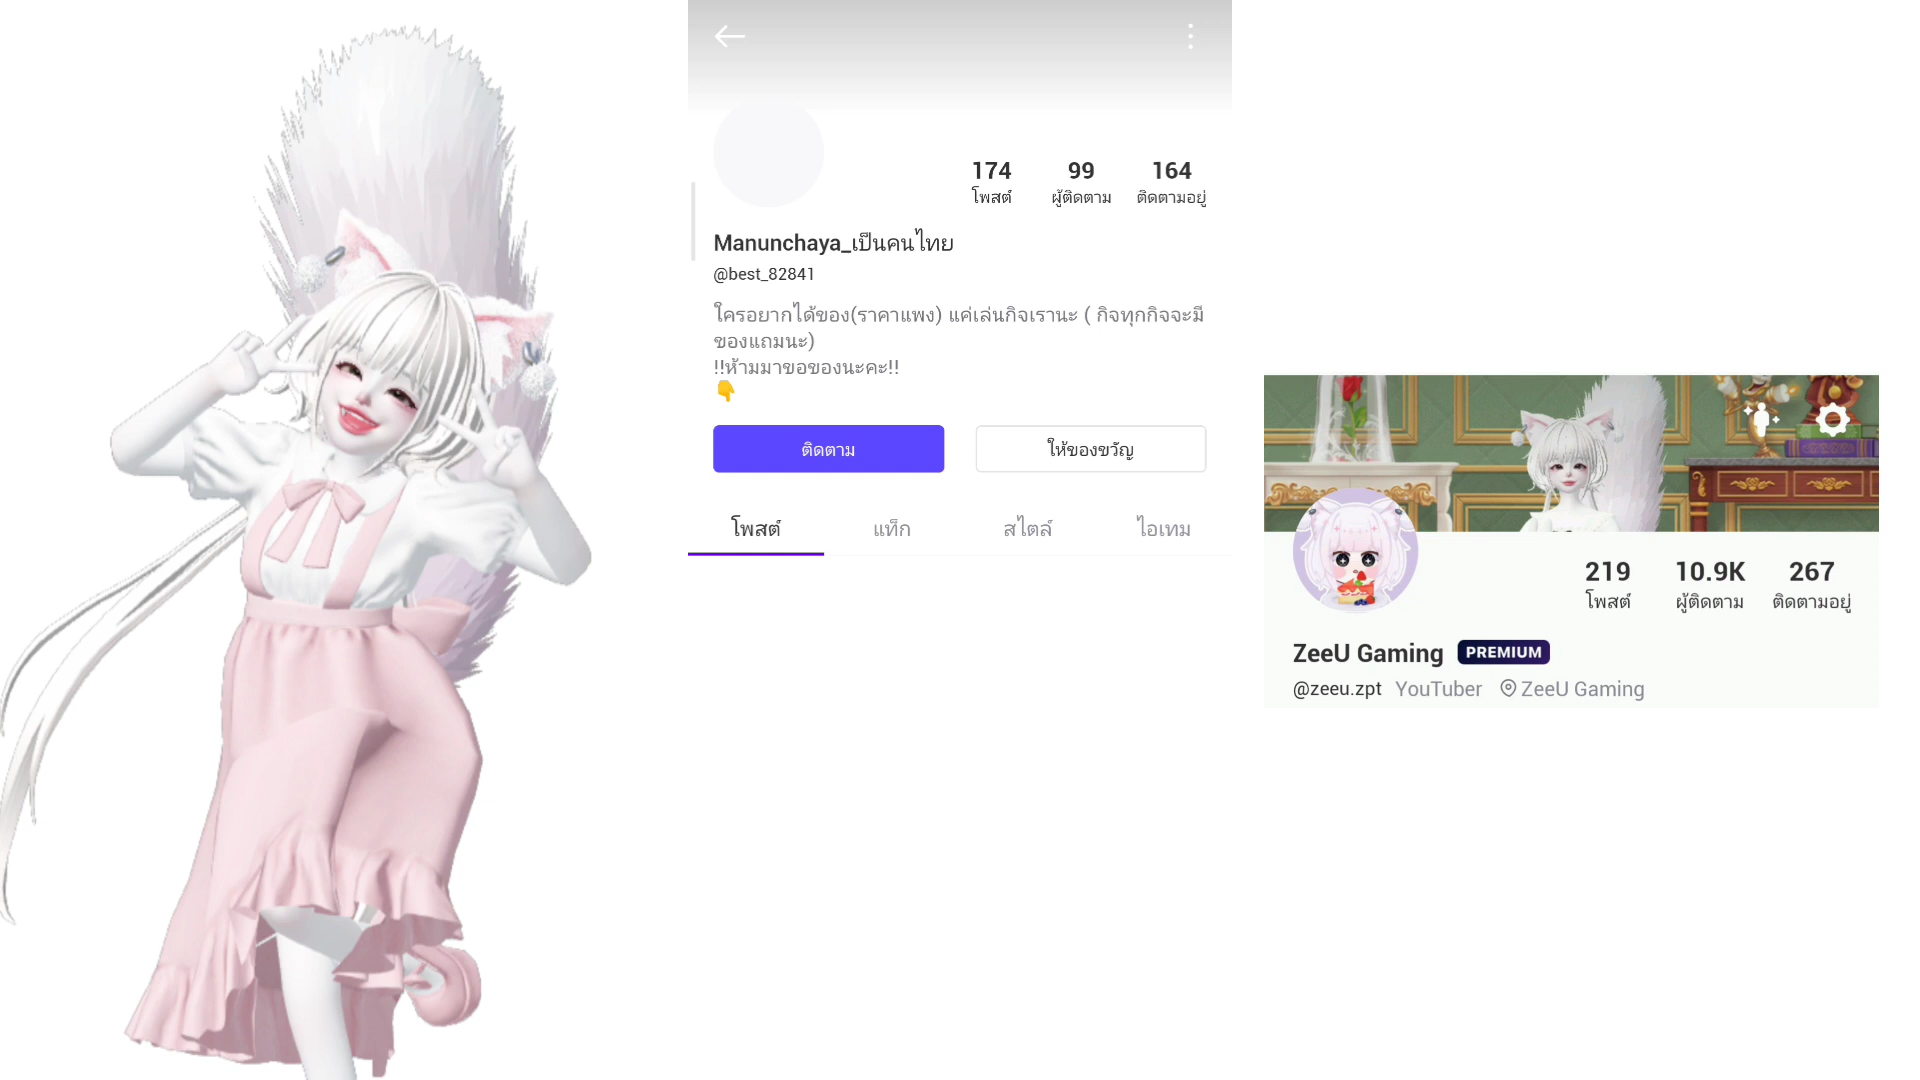 174 99 164
โพสต์ ผู้ติดตาม ติดตามอยู่
Manunchaya_เป็นคนไทย
@best_82841
ใครอยากได้ของ(ราคาแพง) แค่เล่นกิจเรานะ ( กิจทุกกิจจะมี
ของแถมนะ)
!!ห้ามมาขอของนะคะ!!
👇
ติดตาม ให้ของขวัญ
โพสต์ แท็ก สไตล์ ไอเทม
219 10.9K 267
โพสต์ ผู้ติดตาม ติดตามอยู่
ZeeU Gaming PREMIUM
@zeeu.zpt YouTuber ZeeU Gaming